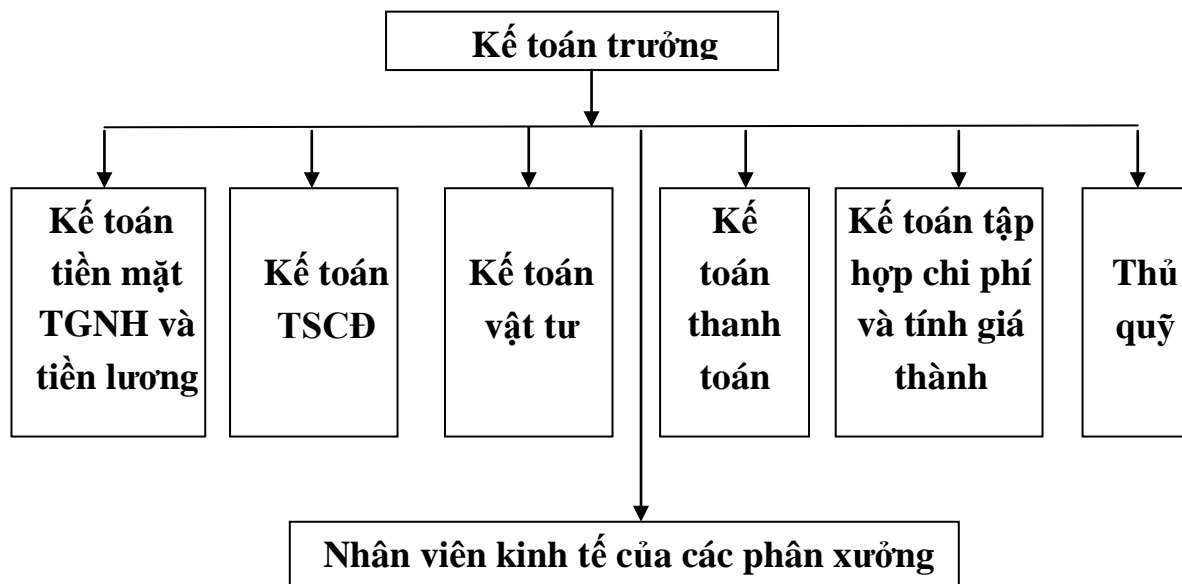 Kế toán trưởng
Kế toán
tiền mặt
TGNH và
tiền lương
Kế toán
TSCĐ
Kế toán
vật tư
Kế
toán
thanh
toán
Kế toán tập
hợp chi phí
và tính giá
thành
Thủ
quỹ
Nhân viên kinh tế của các phân xưởng